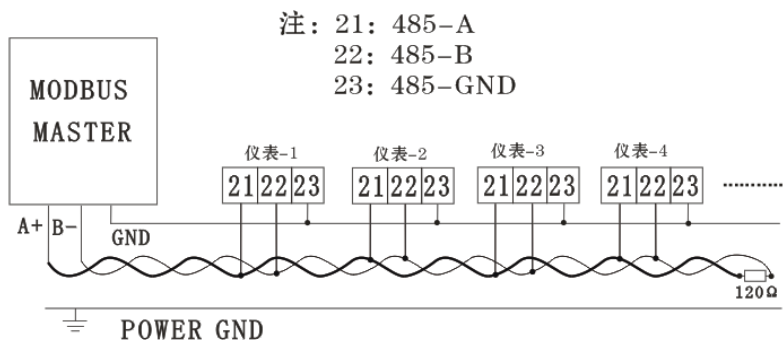 注: 21: 485-A
22: 485-B
23: 485-GND
MODBUS
MASTER
仪表-1
仪表-2
仪表-3
仪表-4
21 22 23
21 22 23
21 22 23
21 22 23
A+ B-
GND
120Ω
POWER GND